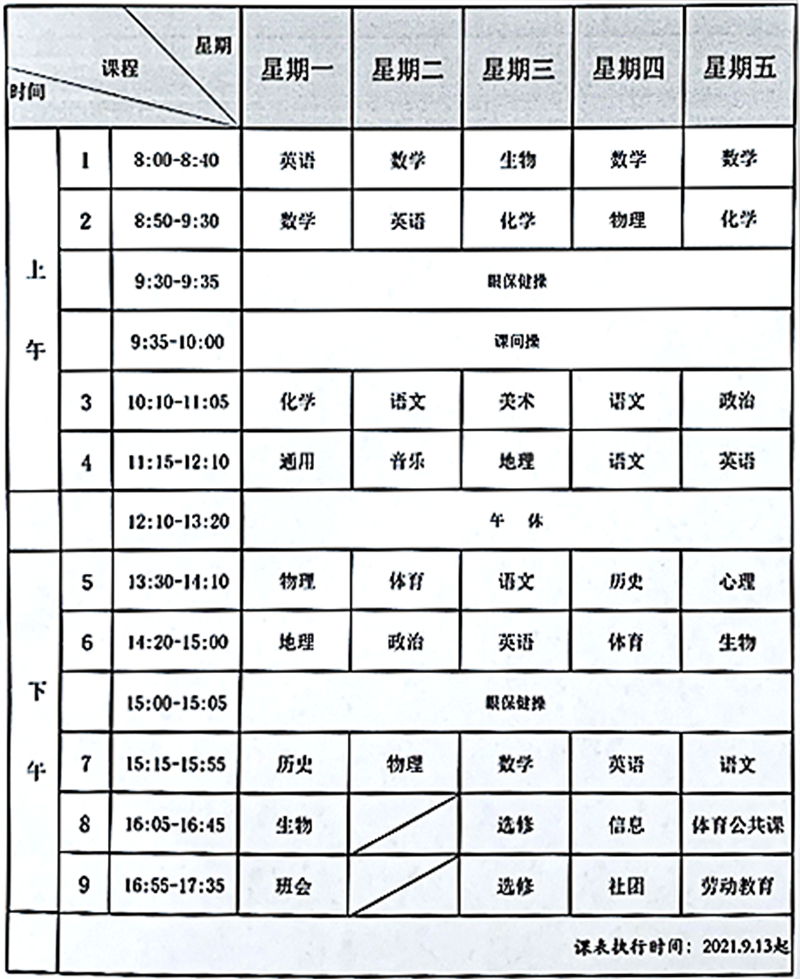 星期
课程
时间
星期一 星期二 星期三 星期四 星期五
上午
1 8:00-8:40 英语 数学 生物 数学 数学
2 8:50-9:30 数学 英语 化学 物理 化学
9:30-9:35 眼保健操
9:35-10:00 课间操
3 10:10-11:05 化学 语文 美术 语文 政治
4 11:15-12:10 通用 音乐 地理 语文 英语
12:10-13:20 午 休
下午
5 13:30-14:10 物理 体育 语文 历史 心理
6 14:20-15:00 地理 政治 英语 体育 生物
15:00-15:05 眼保健操
7 15:15-15:55 历史 物理 数学 英语 语文
8 16:05-16:45 生物 选修 信息 体育公共课
9 16:55-17:35 班会 选修 社团 劳动教育
课表执行时间：2021.9.13起